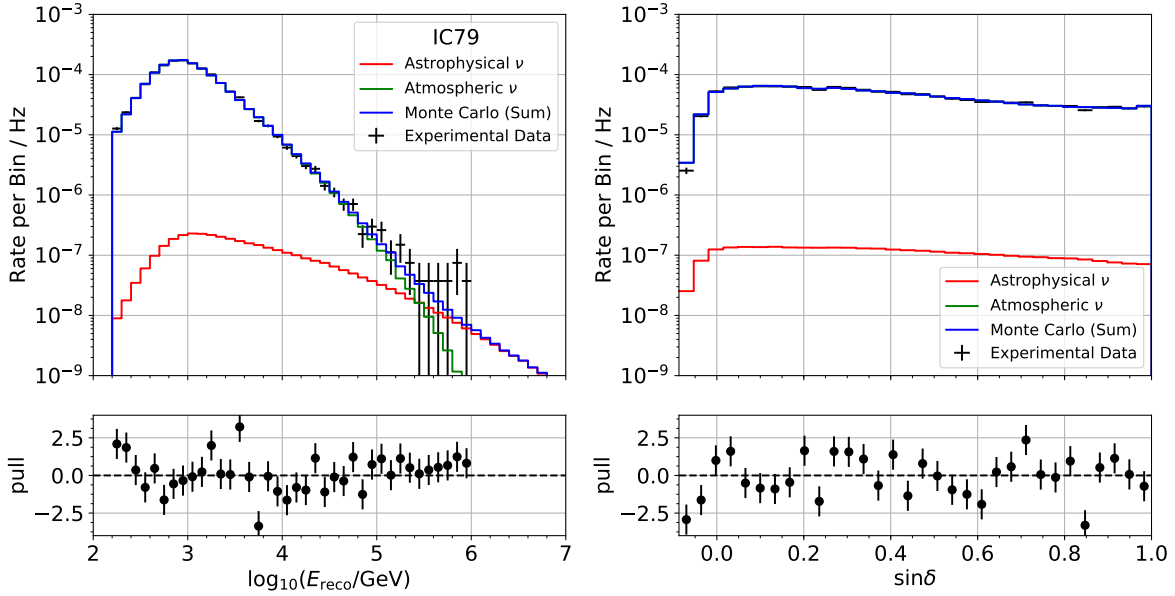 IC79
Astrophysical ν
Atmospheric ν
Monte Carlo (Sum)
Experimental Data
Rate per Bin / Hz
10⁻³
10⁻⁴
10⁻⁵
10⁻⁶
10⁻⁷
10⁻⁸
10⁻⁹
pull
2.5
0.0
−2.5
2 3 4 5 6 7
log₁₀(E_reco/GeV)
Rate per Bin / Hz
10⁻³
10⁻⁴
10⁻⁵
10⁻⁶
10⁻⁷
10⁻⁸
10⁻⁹
Astrophysical ν
Atmospheric ν
Monte Carlo (Sum)
Experimental Data
pull
2.5
0.0
−2.5
0.0 0.2 0.4 0.6 0.8 1.0
sinδ